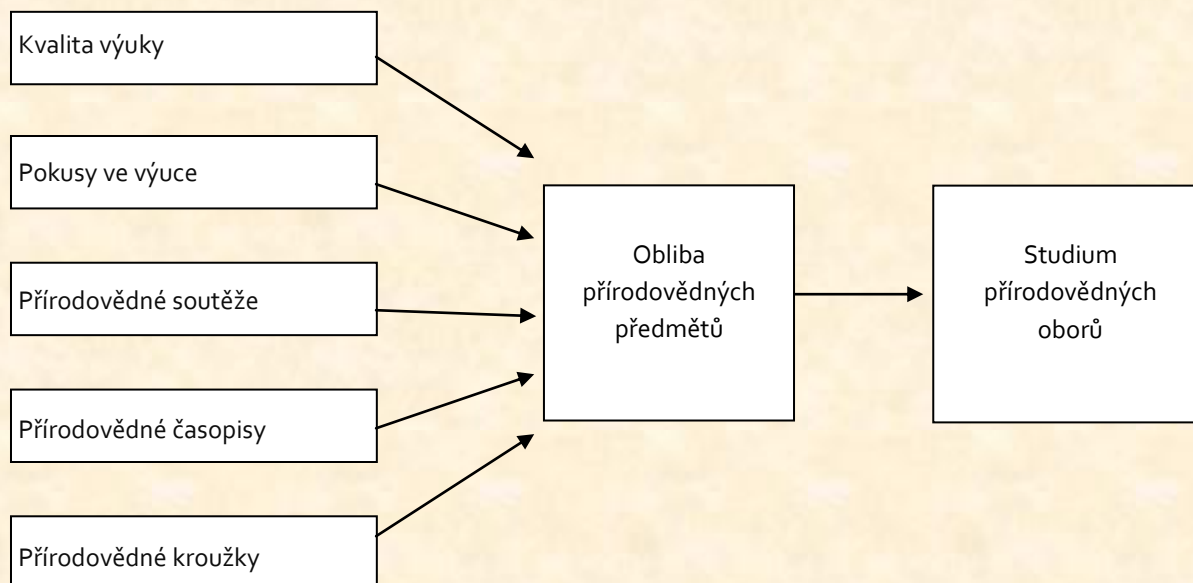 Kvalita výuky
Pokusy ve výuce
Přírodovědné soutěže
Přírodovědné časopisy
Přírodovědné kroužky
Obliba
přírodovědných
předmětů
Studium
přírodovědných
oborů